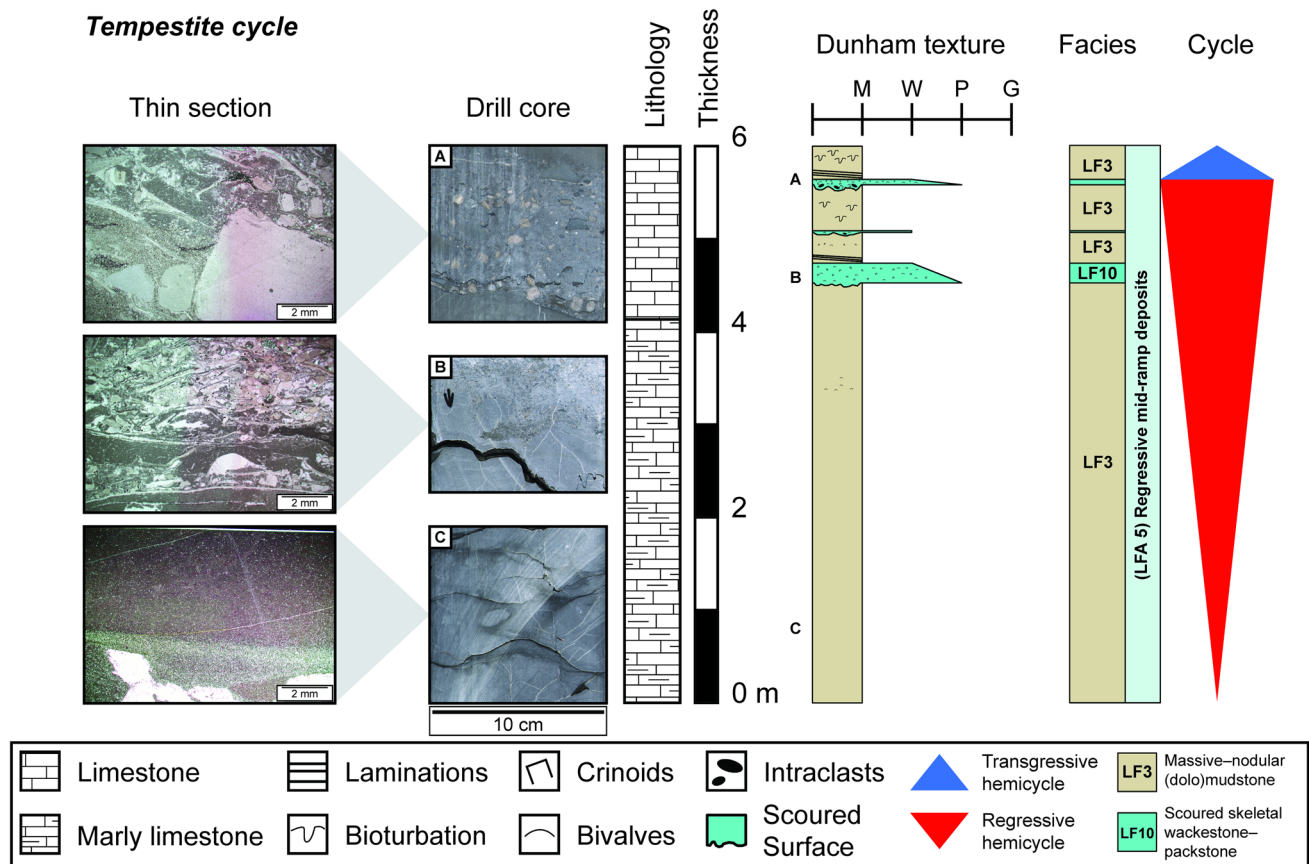 Tempestite cycle
Thin section
Drill core
Lithology
Thickness
Dunham texture
Facies
Cycle
M W P G
6
4
2
0 m
A
B
C
2 mm
2 mm
2 mm
10 cm
A
B
C
LF3
LF3
LF3
LF10
LF3
(LFA 5) Regressive mid-ramp deposits
Limestone
Laminations
Crinoids
Intraclasts
Transgressive
hemicycle
LF3
Massive–nodular
(dolo)mudstone
Marly limestone
Bioturbation
Bivalves
Scoured
Surface
Regressive
hemicycle
LF10
Scoured skeletal
wackestone–
packstone